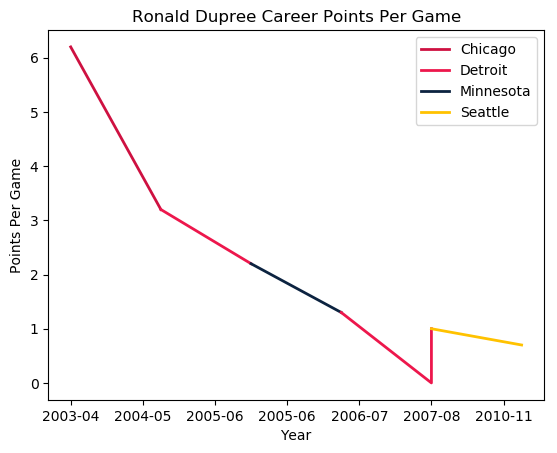 Ronald Dupree Career Points Per Game
Chicago
Detroit
Minnesota
Seattle
Points Per Game
6
5
4
3
2
1
0
2003-04 2004-05 2005-06 2005-06 2006-07 2007-08 2010-11
Year